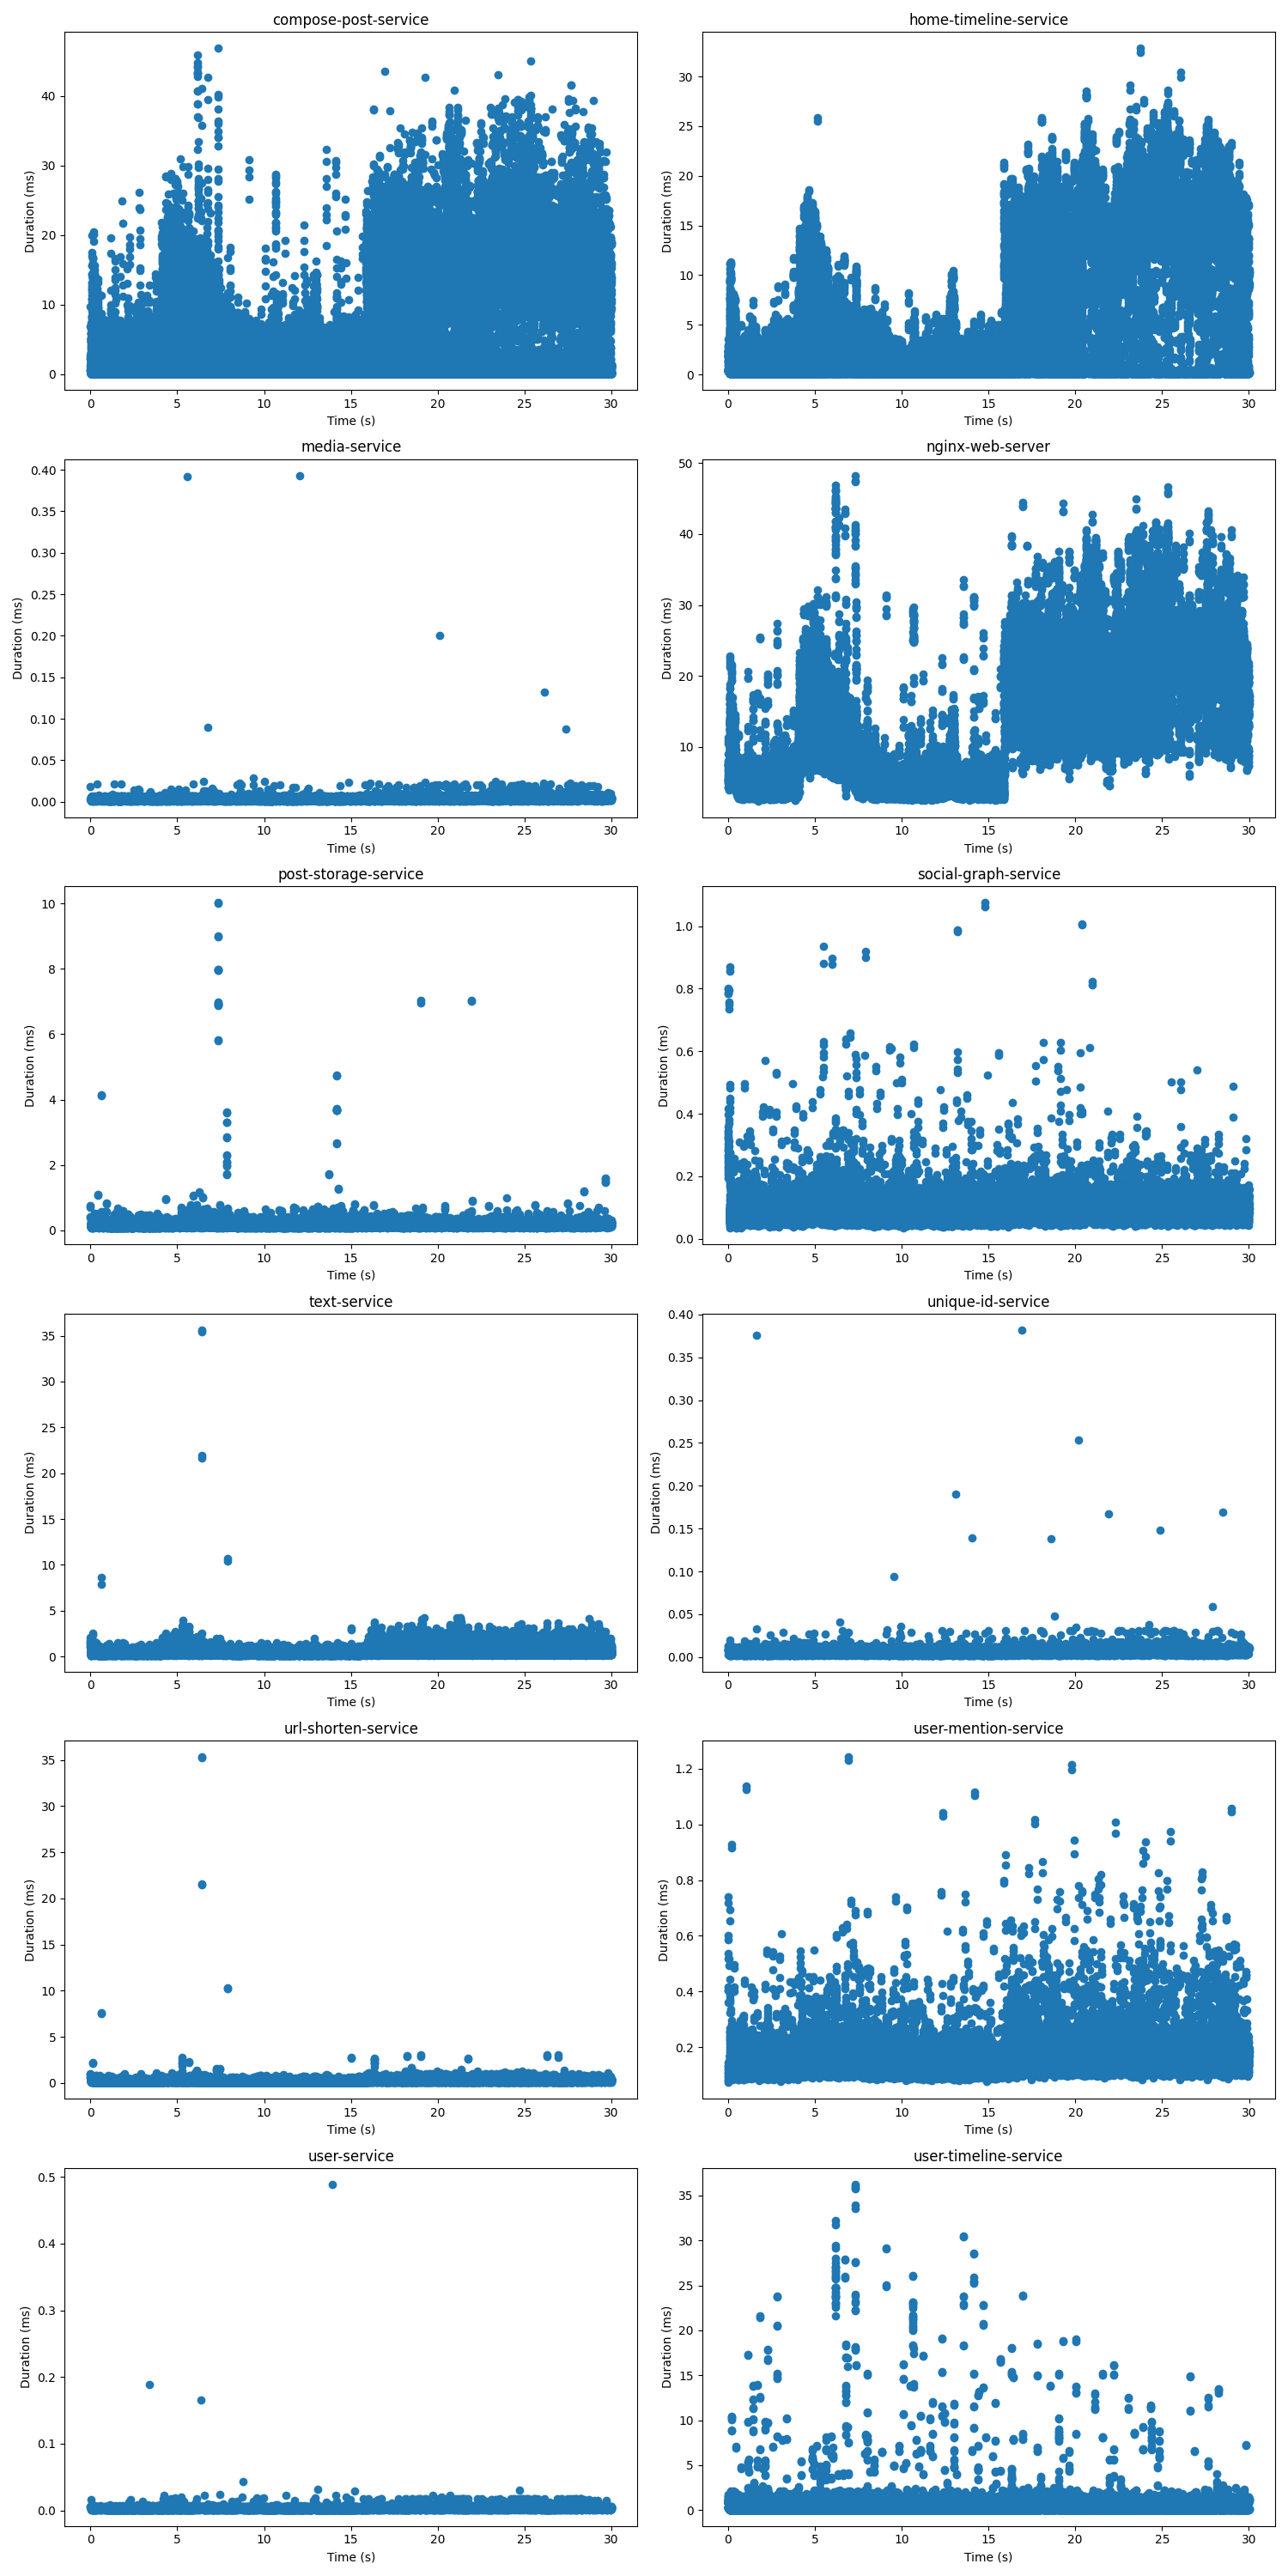 compose-post-service
home-timeline-service
Duration (ms)
40
30
20
10
0
0 5 10 15 20 25 30
Time (s)
Duration (ms)
30
25
20
15
10
5
0
0 5 10 15 20 25 30
Time (s)
media-service
nginx-web-server
Duration (ms)
0.40
0.35
0.30
0.25
0.20
0.15
0.10
0.05
0.00
0 5 10 15 20 25 30
Time (s)
Duration (ms)
50
40
30
20
10
0 5 10 15 20 25 30
Time (s)
post-storage-service
social-graph-service
Duration (ms)
10
8
6
4
2
0
0 5 10 15 20 25 30
Time (s)
Duration (ms)
1.0
0.8
0.6
0.4
0.2
0.0
0 5 10 15 20 25 30
Time (s)
text-service
unique-id-service
Duration (ms)
35
30
25
20
15
10
5
0
0 5 10 15 20 25 30
Time (s)
Duration (ms)
0.40
0.35
0.30
0.25
0.20
0.15
0.10
0.05
0.00
0 5 10 15 20 25 30
Time (s)
url-shorten-service
user-mention-service
Duration (ms)
35
30
25
20
15
10
5
0
0 5 10 15 20 25 30
Time (s)
Duration (ms)
1.2
1.0
0.8
0.6
0.4
0.2
0 5 10 15 20 25 30
Time (s)
user-service
user-timeline-service
Duration (ms)
0.5
0.4
0.3
0.2
0.1
0.0
0 5 10 15 20 25 30
Time (s)
Duration (ms)
35
30
25
20
15
10
5
0
0 5 10 15 20 25 30
Time (s)